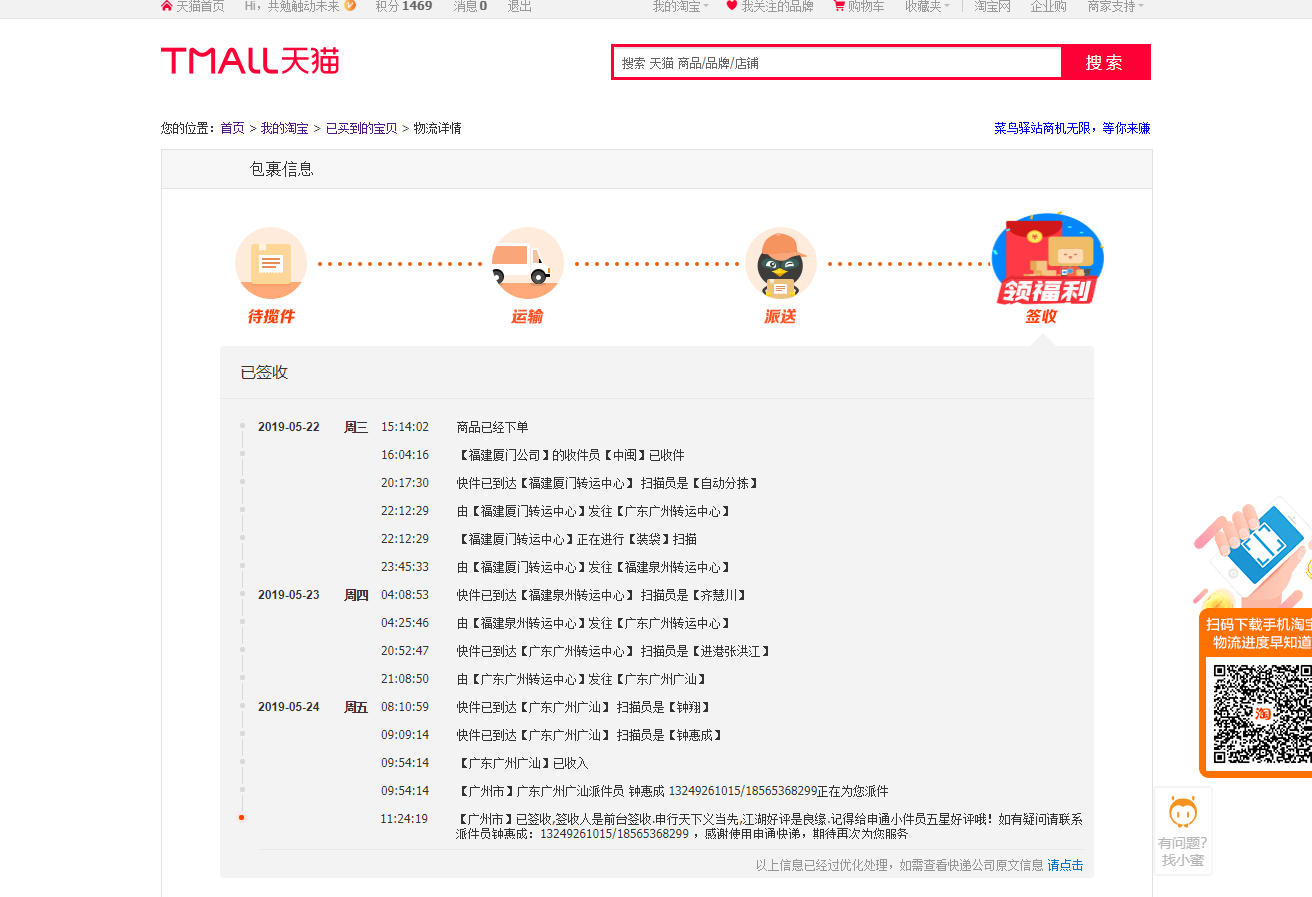 天猫首页 Hi，共勉触动未来 积分1469 消息0 退出 我的淘宝 我关注的品牌 购物车 收藏夹 淘宝网 企业购 商家支持
TMALL天猫
搜索 天猫 商品/品牌/店铺 搜索
您的位置：首页 > 我的淘宝 > 已买到的宝贝 > 物流详情 菜鸟驿站商机无限，等你来赚
包裹信息
领福利
待揽件 运输 派送 签收
已签收
2019-05-22 周三 15:14:02 商品已经下单
16:04:16 【福建厦门公司】的收件员【中闽】已收件
20:17:30 快件已到达【福建厦门转运中心】 扫描员是【自动分拣】
22:12:29 由【福建厦门转运中心】发往【广东广州转运中心】
22:12:29 【福建厦门转运中心】正在进行【装袋】扫描
23:45:33 由【福建厦门转运中心】发往【福建泉州转运中心】
2019-05-23 周四 04:08:53 快件已到达【福建泉州转运中心】 扫描员是【齐慧川】
04:25:46 由【福建泉州转运中心】发往【广东广州转运中心】
20:52:47 快件已到达【广东广州转运中心】 扫描员是【进港张洪江】
21:08:50 由【广东广州转运中心】发往【广东广州广汕】
2019-05-24 周五 08:10:59 快件已到达【广东广州广汕】 扫描员是【钟翔】
09:09:14 快件已到达【广东广州广汕】 扫描员是【钟惠成】
09:54:14 【广东广州广汕】已收入
09:54:14 【广州市】广东广州广汕派件员 钟惠成 13249261015/18565368299正在为您派件
11:24:19 【广州市】已签收,签收人是前台签收.申行天下义当先,江湖好评是良缘.记得给申通小件员五星好评哦！如有疑问请联系
派件员钟惠成：13249261015/18565368299 ，感谢使用申通快递，期待再次为您服务
以上信息已经过优化处理，如需查看快递公司原文信息 请点击
扫码下载手机淘宝
物流进度早知道
淘
有问题?
找小蜜